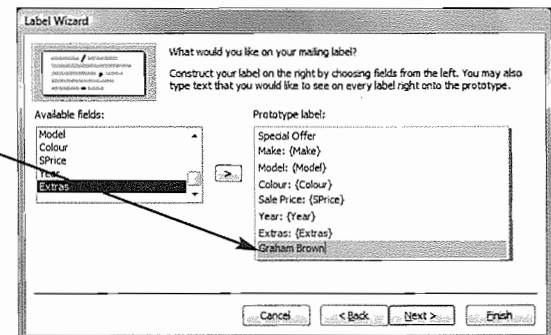 Label Wizard
What would you like on your mailing label?
Construct your label on the right by choosing fields from the left. You may also
type text that you would like to see on every label right onto the prototype.
Available fields:
Prototype label:
Model
Colour
SPrice
Year
Extras
>
Special Offer
Make: {Make}
Model: {Model}
Colour: {Colour}
Sale Price: {SPrice}
Year: {Year}
Extras: {Extras}
Graham Brown
Cancel
< Back
Next >
Finish